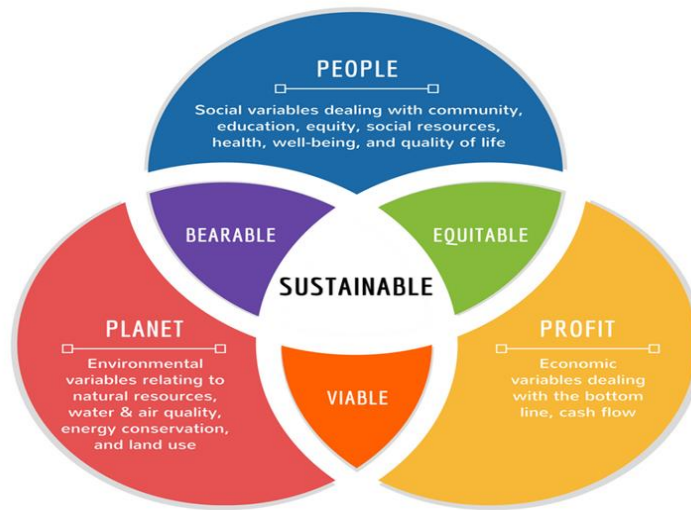 PEOPLE
Social variables dealing with community,
education, equity, social resources,
health, well-being, and quality of life
BEARABLE
EQUITABLE
SUSTAINABLE
PLANET
Environmental
variables relating to
natural resources,
water & air quality,
energy conservation,
and land use
PROFIT
Economic
variables dealing
with the bottom
line, cash flow
VIABLE